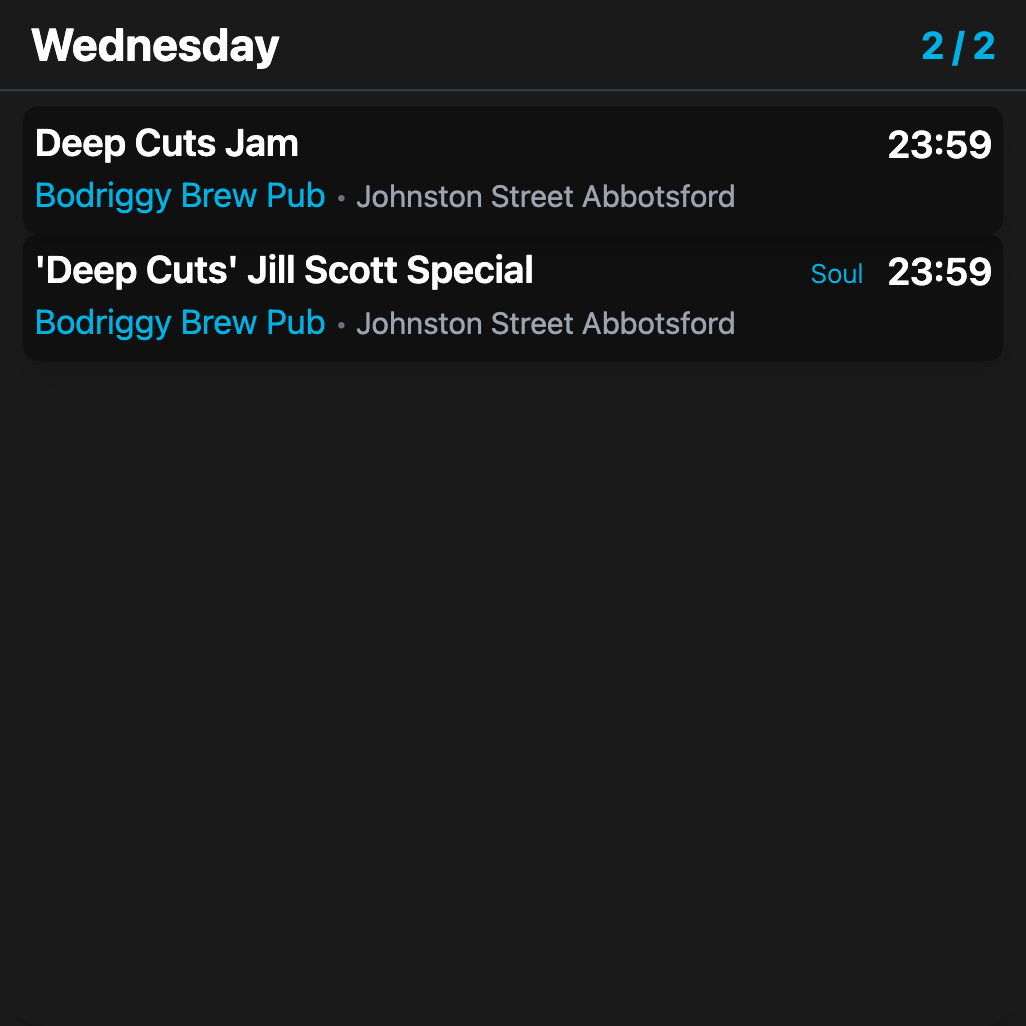 Wednesday 2 / 2
Deep Cuts Jam 23:59
Bodriggy Brew Pub • Johnston Street Abbotsford
'Deep Cuts' Jill Scott Special Soul 23:59
Bodriggy Brew Pub • Johnston Street Abbotsford